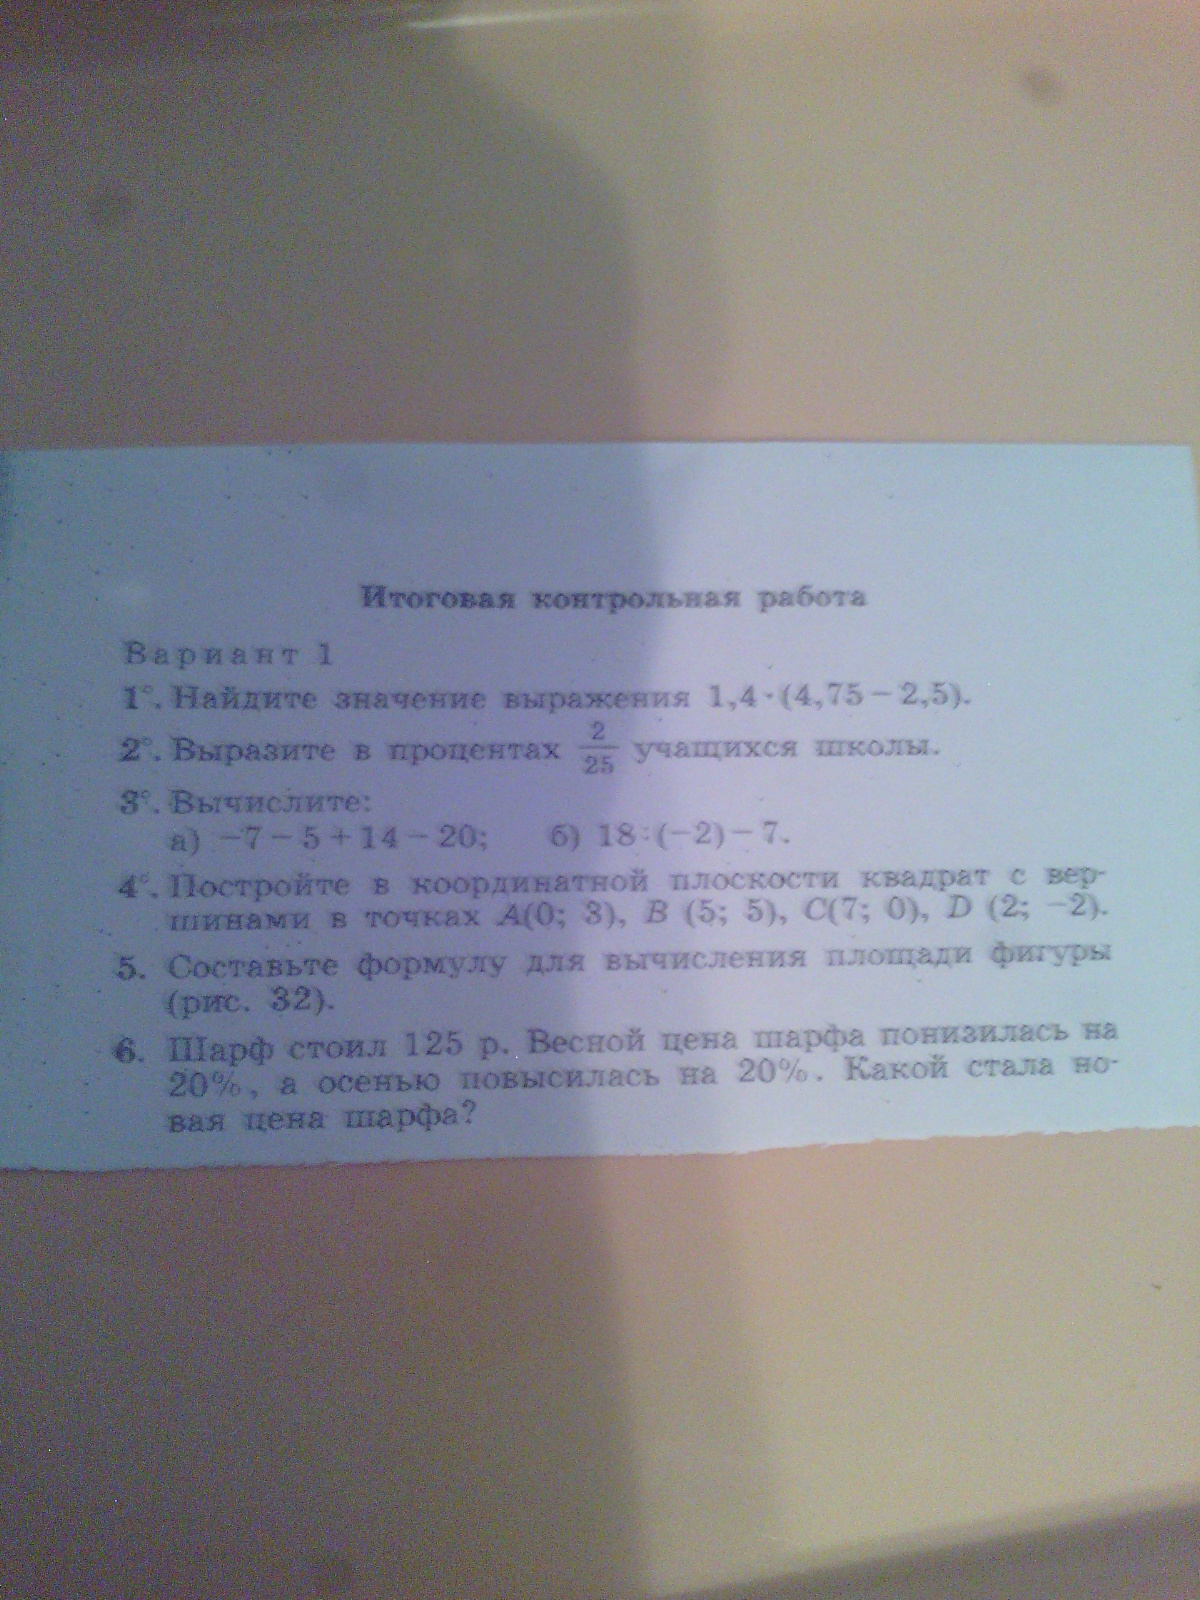 Итоговая контрольная работа
Вариант 1
1°. Найдите значение выражения 1,4·(4,75−2,5).
2°. Выразите в процентах 2/25 учащихся школы.
3°. Вычислите:
а) −7−5+14−20; б) 18:(−2)−7.
4°. Постройте в координатной плоскости квадрат с вер-
шинами в точках A(0; 3), B (5; 5), C(7; 0), D (2; −2).
5. Составьте формулу для вычисления площади фигуры
(рис. 32).
6. Шарф стоил 125 р. Весной цена шарфа понизилась на
20%, а осенью повысилась на 20%. Какой стала но-
вая цена шарфа?